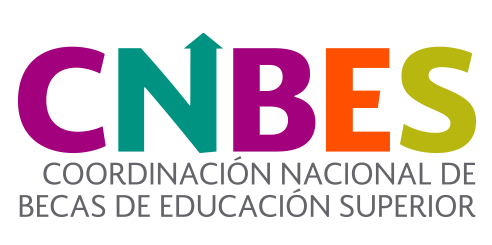 CNBES
COORDINACIÓN NACIONAL DE
BECAS DE EDUCACIÓN SUPERIOR